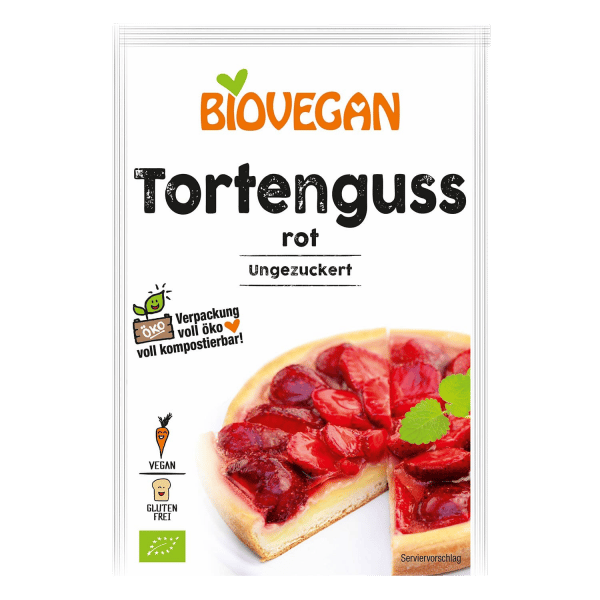 BIOVEGAN
Tortenguss
rot
Ungezuckert
ÖKO
Verpackung
voll öko
voll kompostierbar!
VEGAN
GLUTEN
FREI
Serviervorschlag